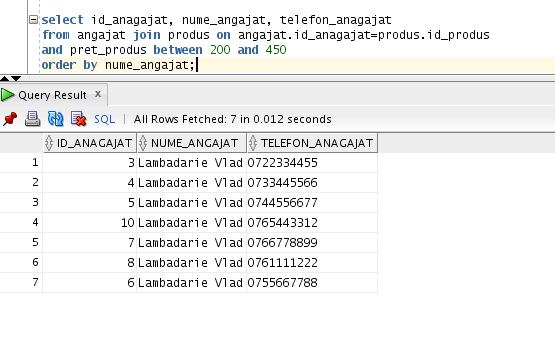 select id_anagajat, nume_angajat, telefon_anagajat
from angajat join produs on angajat.id_anagajat=produs.id_produs
and pret_produs between 200 and 450
order by nume_angajat;
Query Result x
SQL | All Rows Fetched: 7 in 0.012 seconds
ID_ANAGAJAT NUME_ANGAJAT TELEFON_ANAGAJAT
1 3 Lambadarie Vlad 0722334455
2 4 Lambadarie Vlad 0733445566
3 5 Lambadarie Vlad 0744556677
4 10 Lambadarie Vlad 0765443312
5 7 Lambadarie Vlad 0766778899
6 8 Lambadarie Vlad 0761111222
7 6 Lambadarie Vlad 0755667788